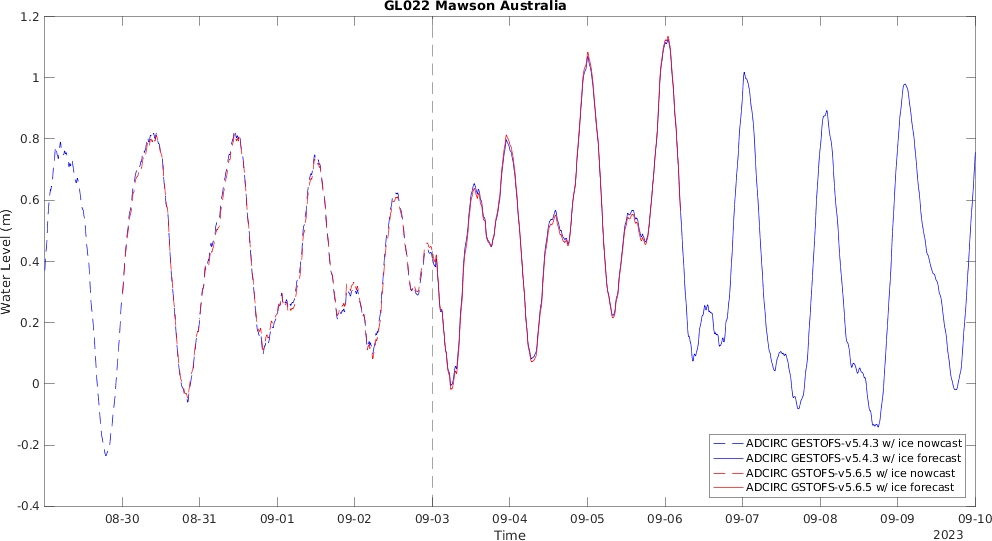 GL022 Mawson Australia
1.2
1
0.8
0.6
0.4
0.2
0
-0.2
-0.4
Water Level (m)
ADCIRC GESTOFS-v5.4.3 w/ ice nowcast
ADCIRC GESTOFS-v5.4.3 w/ ice forecast
ADCIRC GSTOFS-v5.6.5 w/ ice nowcast
ADCIRC GSTOFS-v5.6.5 w/ ice forecast
08-30 08-31 09-01 09-02 09-03 09-04 09-05 09-06 09-07 09-08 09-09 09-10
Time
2023